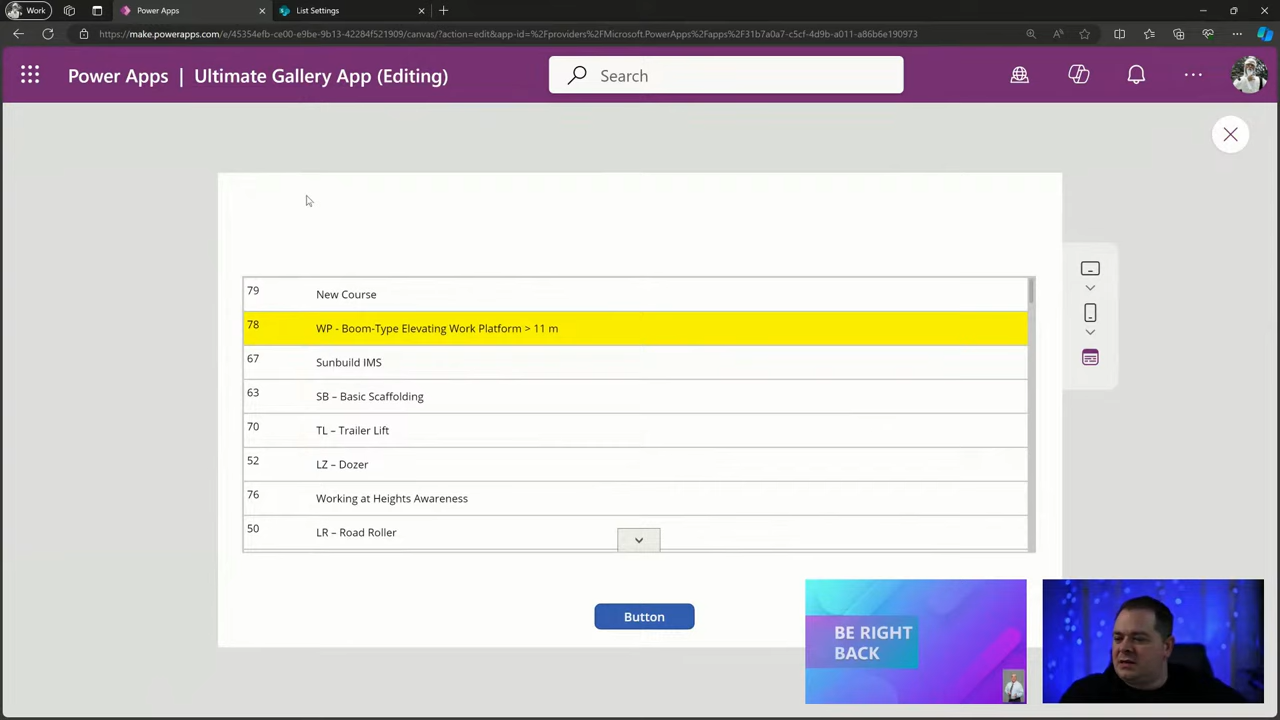 Work
Power Apps
List Settings
https://make.powerapps.com/e/45354efb-ce00-e9be-9b13-42284f521909/canvas/?action=edit&app-id=%2Fproviders%2FMicrosoft.PowerApps%2Fapps%2F31b7a0a7-c5cf-4d9b-a011-a86b6e190973
Power Apps | Ultimate Gallery App (Editing)
Search
79 New Course
78 WP - Boom-Type Elevating Work Platform > 11 m
67 Sunbuild IMS
63 SB – Basic Scaffolding
70 TL – Trailer Lift
52 LZ – Dozer
76 Working at Heights Awareness
50 LR – Road Roller
Button
BE RIGHT
BACK